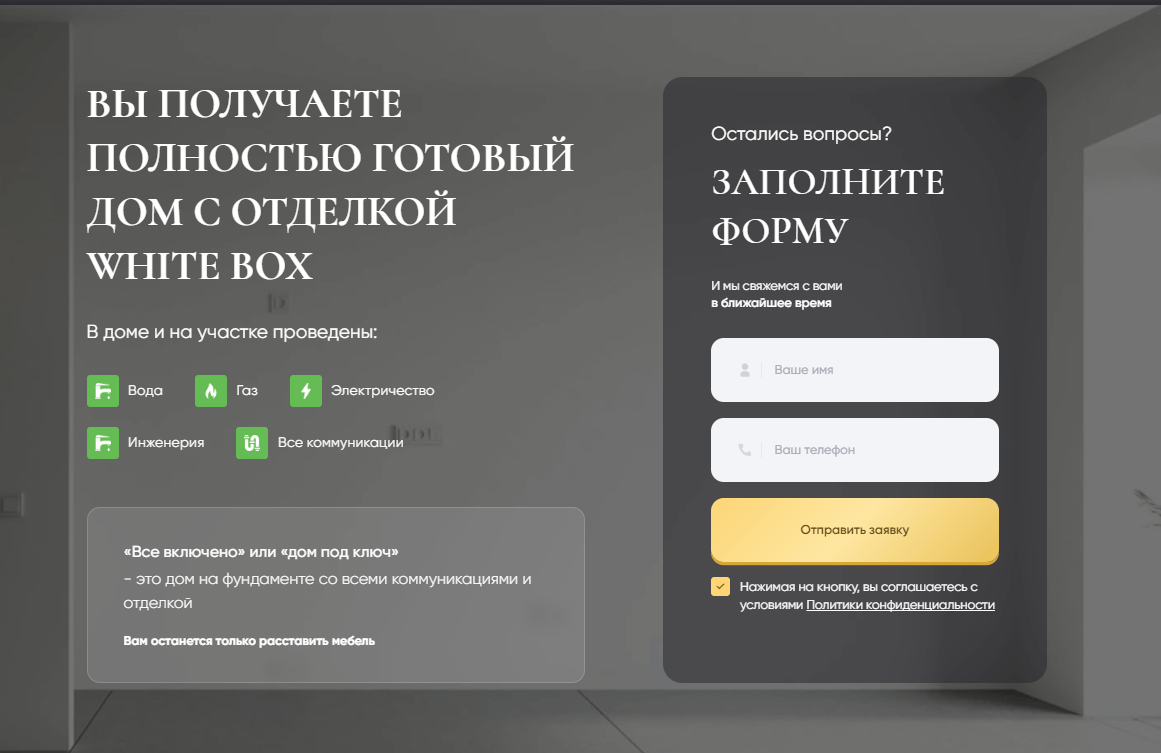 ВЫ ПОЛУЧАЕТЕ
ПОЛНОСТЬЮ ГОТОВЫЙ
ДОМ С ОТДЕЛКОЙ
WHITE BOX
В доме и на участке проведены:
Вода Газ Электричество
Инженерия Все коммуникации
«Все включено» или «дом под ключ»
- это дом на фундаменте со всеми коммуникациями и
отделкой
Вам останется только расставить мебель
Остались вопросы?
ЗАПОЛНИТЕ
ФОРМУ
И мы свяжемся с вами
в ближайшее время
Ваше имя
Ваш телефон
Отправить заявку
Нажимая на кнопку, вы соглашаетесь с
условиями Политики конфиденциальности